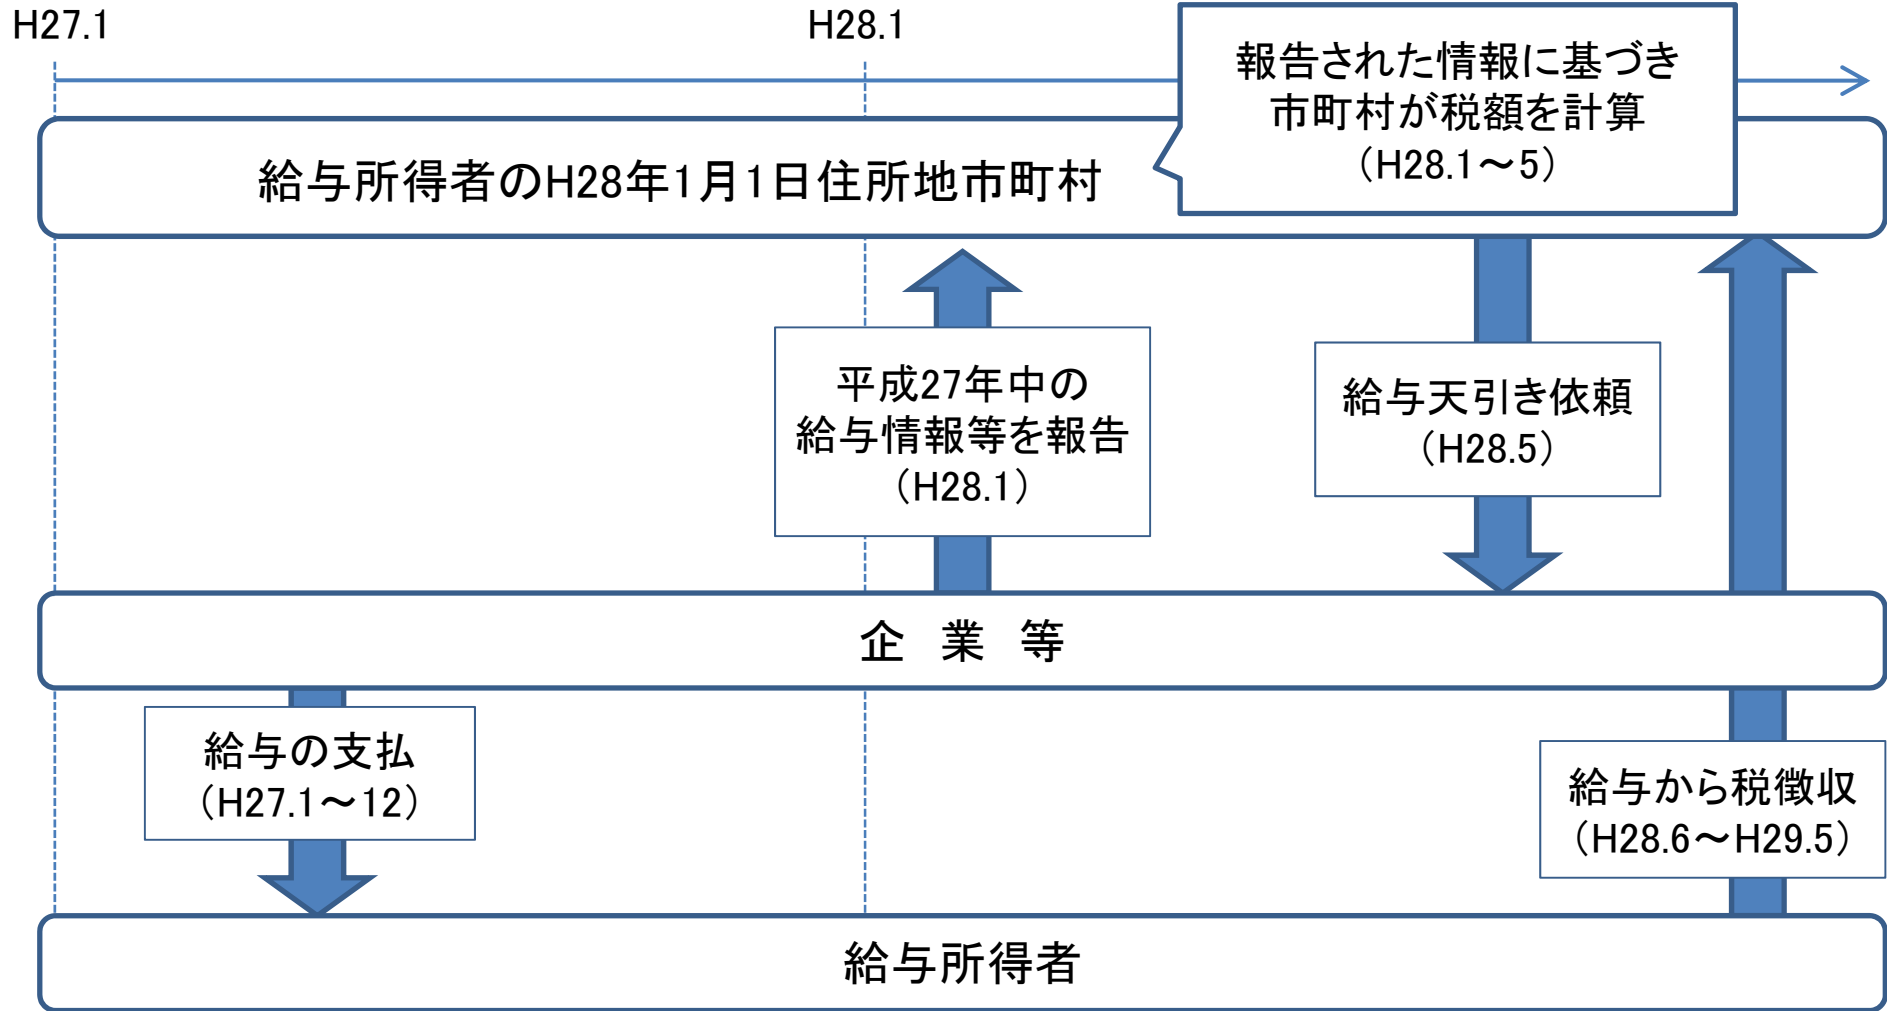 H27.1
H28.1
報告された情報に基づき
市町村が税額を計算
（H28.1～5）
給与所得者のH28年1月1日住所地市町村
平成27年中の
給与情報等を報告
（H28.1）
給与天引き依頼
（H28.5）
企　業　等
給与の支払
（H27.1～12）
給与から税徴収
（H28.6～H29.5）
給与所得者